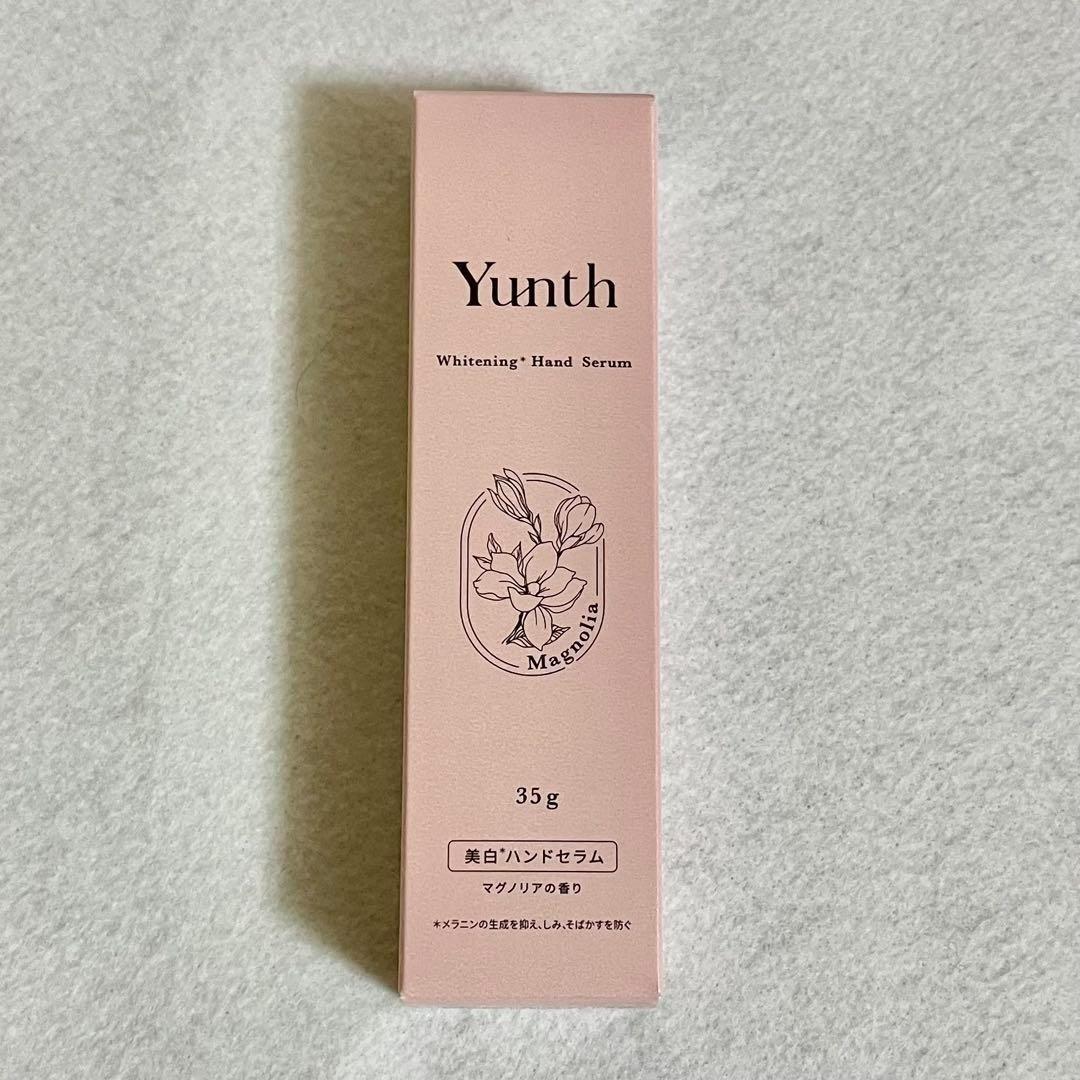 Yunth
Whitening* Hand Serum
Magnolia
35g
美白*ハンドセラム
マグノリアの香り
*メラニンの生成を抑え、しみ、そばかすを防ぐ